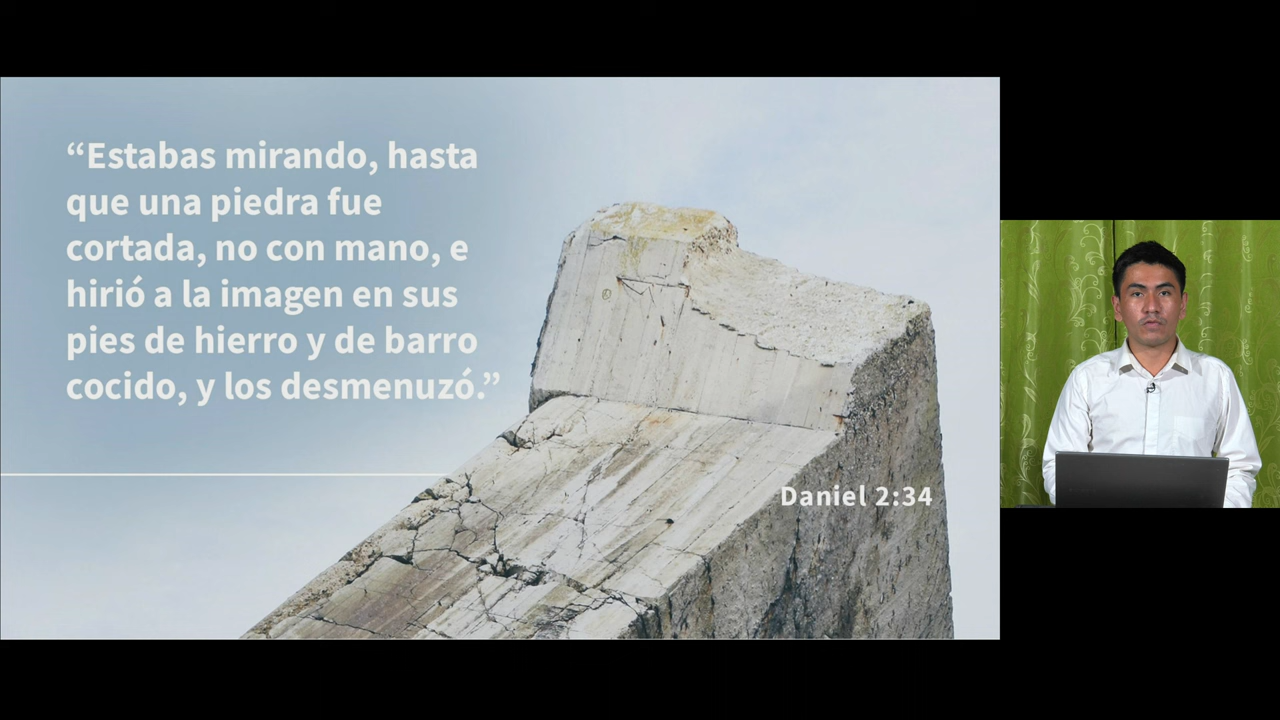 “Estabas mirando, hasta
que una piedra fue
cortada, no con mano, e
hirió a la imagen en sus
pies de hierro y de barro
cocido, y los desmenuzó.”
Daniel 2:34